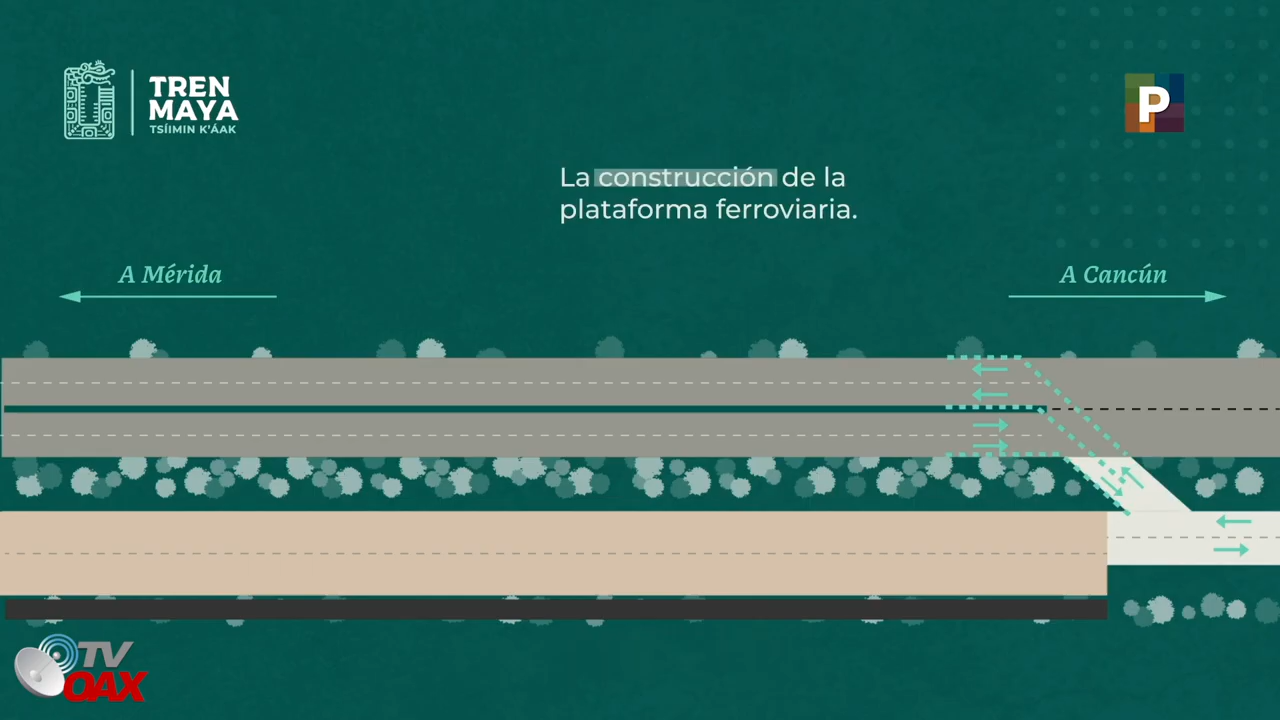 TREN
MAYA
TSÍIMIN K'ÁAK
P
La construcción de la
plataforma ferroviaria.
A Mérida
A Cancún
TV
OAX